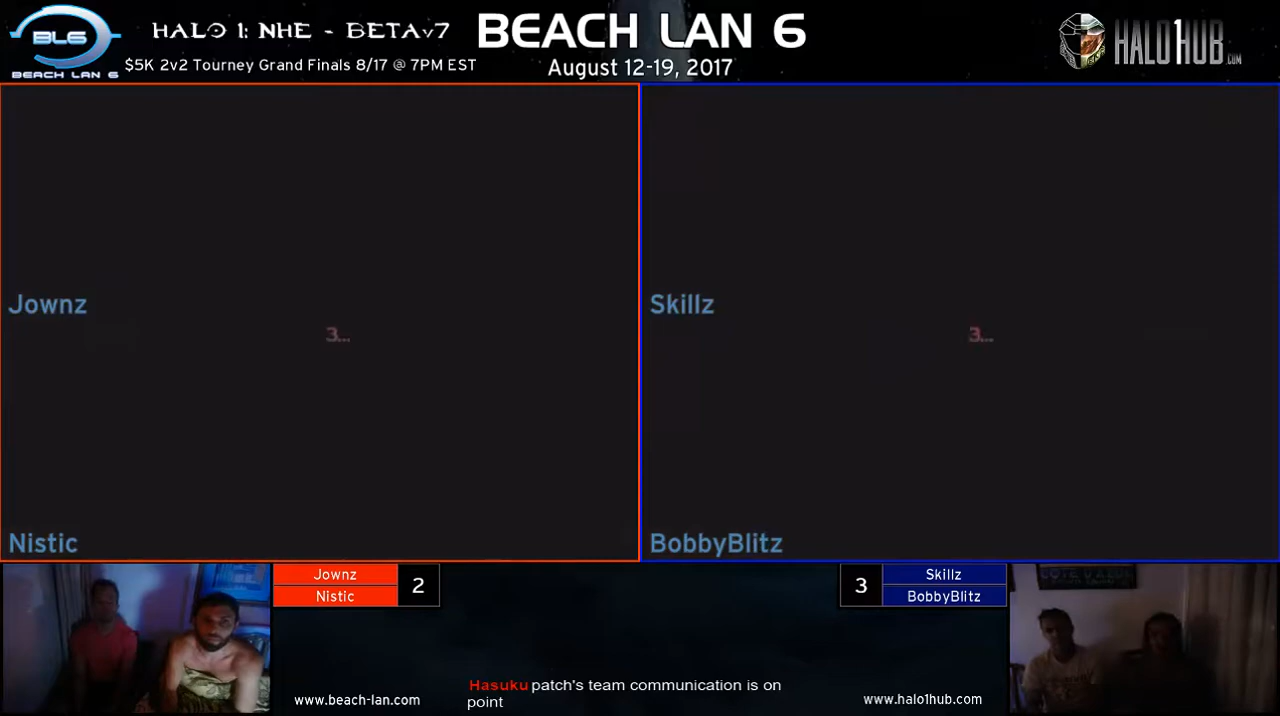 BL6
BEACH LAN 6
HALO 1: NHE - BETAV7
$5K 2v2 Tourney Grand Finals 8/17 @ 7PM EST
BEACH LAN 6
August 12-19, 2017
HALO1HUB.COM
Jownz
3...
Nistic
Skillz
3...
BobbyBlitz
Jownz
Nistic
2
3
Skillz
BobbyBlitz
www.beach-lan.com
Hasuku patch's team communication is on
point
www.halo1hub.com